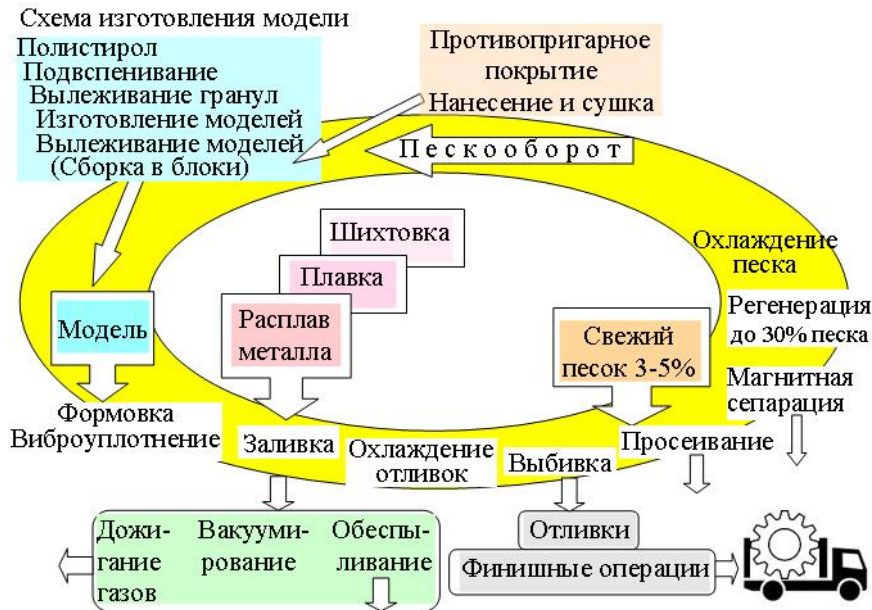 Схема изготовления модели
Полистирол
Подвспенивание
Вылеживание гранул
Изготовление моделей
Вылеживание моделей
(Сборка в блоки)
Противопригарное
покрытие
Нанесение и сушка
Пескооборот
Шихтовка
Плавка
Расплав
металла
Модель
Свежий
песок 3-5%
Охлаждение
песка
Регенерация
до 30% песка
Магнитная
сепарация
Формовка
Виброуплотнение
Заливка
Охлаждение
отливок
Выбивка
Просеивание
Дожи-
гание
газов
Вакууми-
рование
Обеспы-
ливание
Отливки
Финишные операции